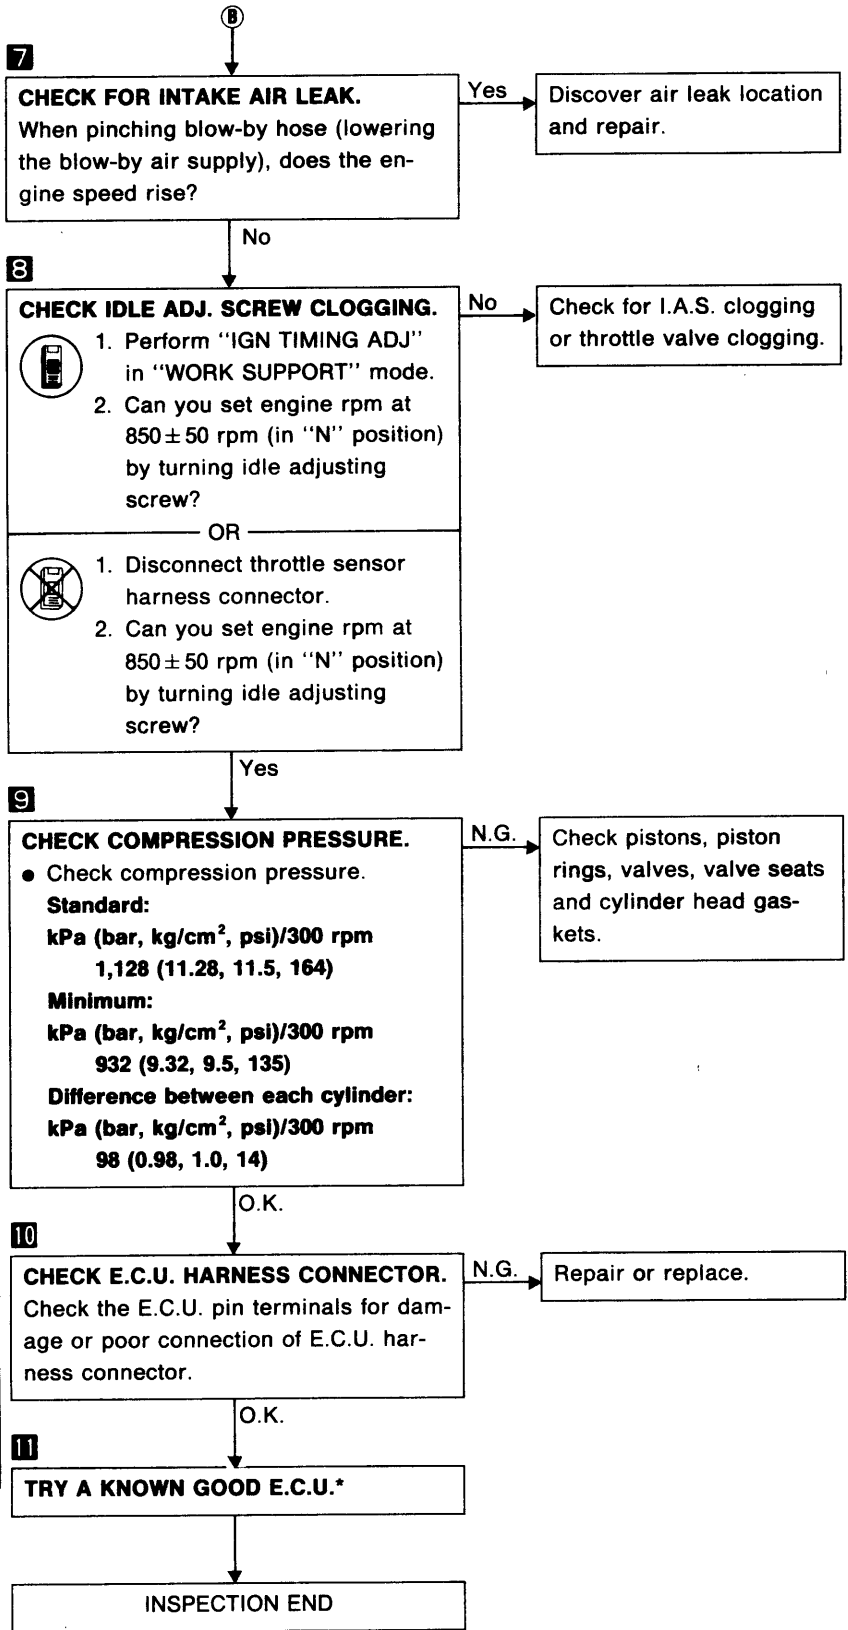 B
7
CHECK FOR INTAKE AIR LEAK.
When pinching blow-by hose (lowering
the blow-by air supply), does the en-
gine speed rise?
Yes
Discover air leak location
and repair.
No
8
CHECK IDLE ADJ. SCREW CLOGGING.
1. Perform “IGN TIMING ADJ”
in “WORK SUPPORT” mode.
2. Can you set engine rpm at
850±50 rpm (in “N” position)
by turning idle adjusting
screw?
No
Check for I.A.S. clogging
or throttle valve clogging.
OR
1. Disconnect throttle sensor
harness connector.
2. Can you set engine rpm at
850±50 rpm (in “N” position)
by turning idle adjusting
screw?
Yes
9
CHECK COMPRESSION PRESSURE.
● Check compression pressure.
Standard:
kPa (bar, kg/cm², psi)/300 rpm
1,128 (11.28, 11.5, 164)
Minimum:
kPa (bar, kg/cm², psi)/300 rpm
932 (9.32, 9.5, 135)
Difference between each cylinder:
kPa (bar, kg/cm², psi)/300 rpm
98 (0.98, 1.0, 14)
N.G.
Check pistons, piston
rings, valves, valve seats
and cylinder head gas-
kets.
O.K.
10
CHECK E.C.U. HARNESS CONNECTOR.
Check the E.C.U. pin terminals for dam-
age or poor connection of E.C.U. har-
ness connector.
N.G.
Repair or replace.
O.K.
11
TRY A KNOWN GOOD E.C.U.*
INSPECTION END